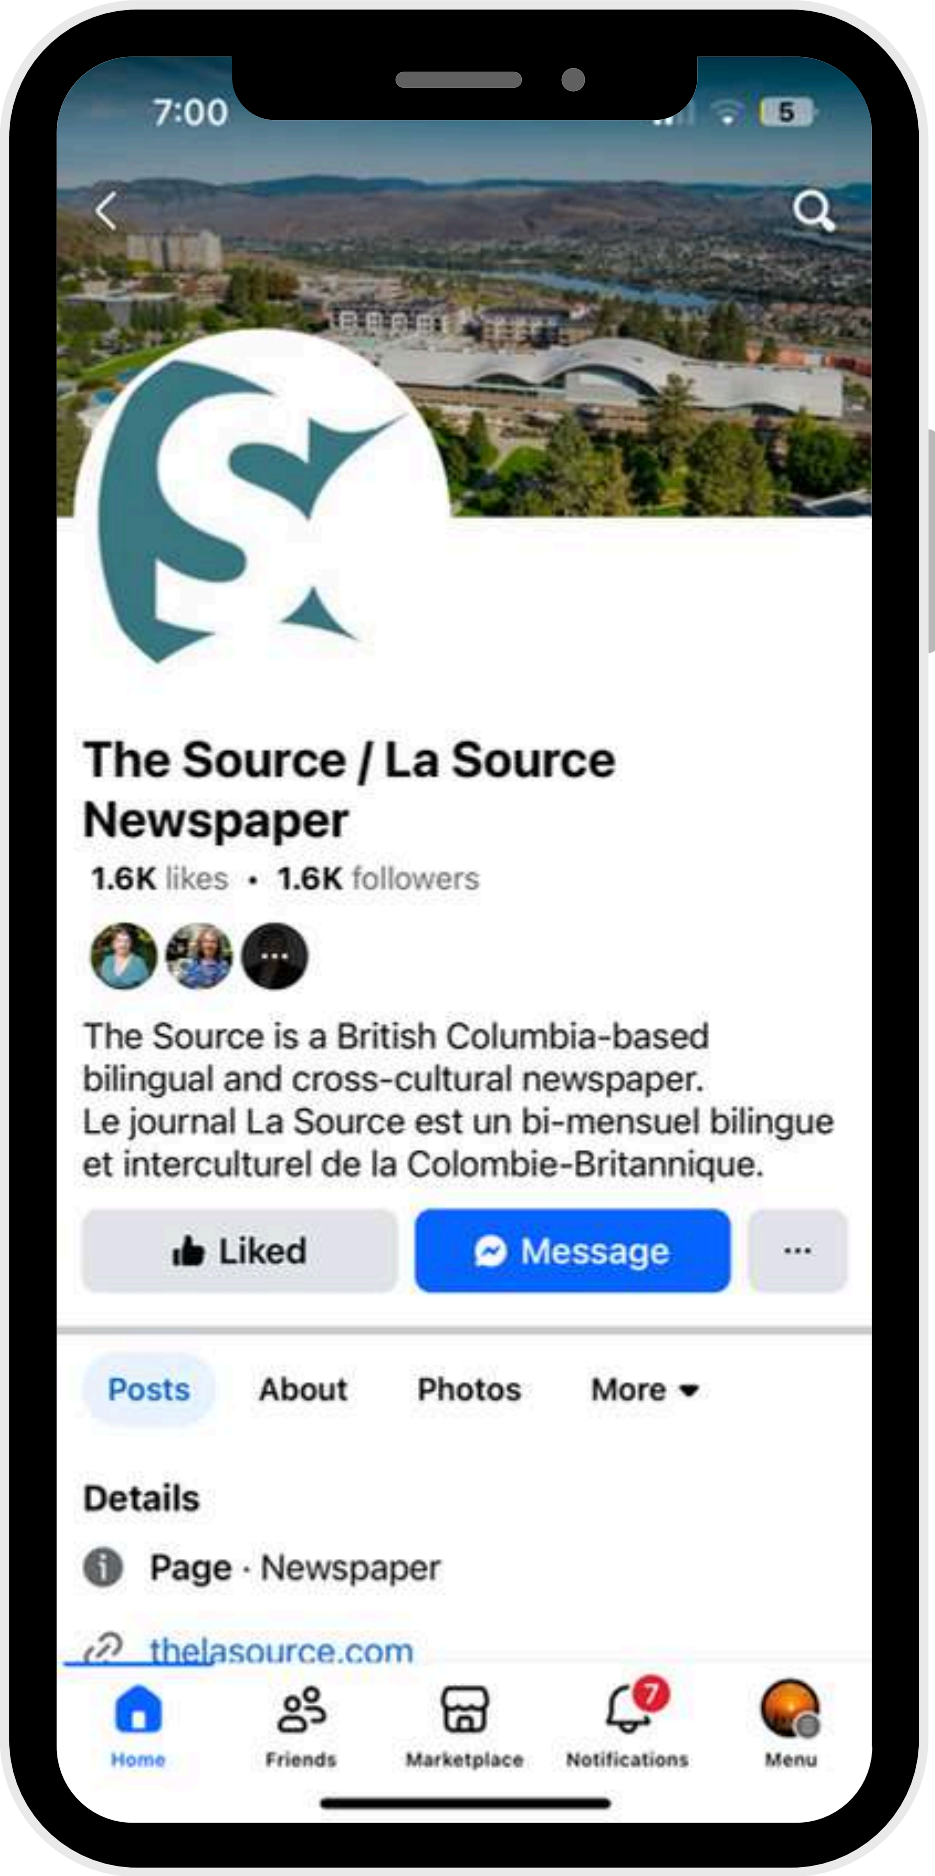 7:00
5
The Source / La Source
Newspaper
1.6K likes • 1.6K followers
The Source is a British Columbia-based
bilingual and cross-cultural newspaper.
Le journal La Source est un bi-mensuel bilingue
et interculturel de la Colombie-Britannique.
Liked Message ...
Posts About Photos More
Details
Page · Newspaper
thelasource.com
7
Home Friends Marketplace Notifications Menu